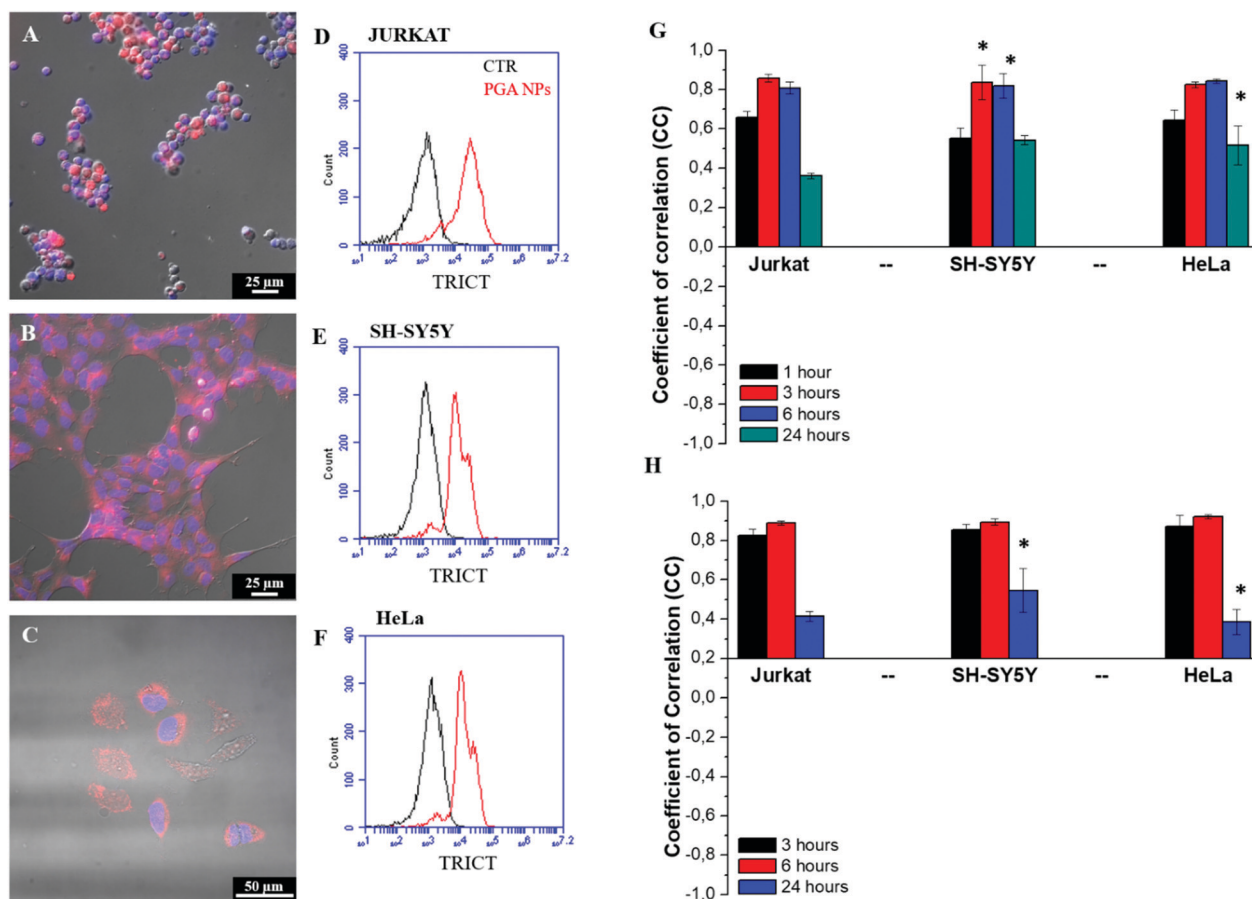 A
25 µm
B
25 µm
C
50 µm
D
JURKAT
CTR
PGA NPs
400
300
200
100
0
Count
TRICT
E
SH-SY5Y
400
300
200
100
0
Count
TRICT
F
HeLa
400
300
200
100
0
Count
TRICT
G
Coefficient of correlation (CC)
1,0
0,8
0,6
0,4
0,2
0,0
-0,2
-0,4
-0,6
-0,8
-1,0
* * *
Jurkat -- SH-SY5Y -- HeLa
1 hour
3 hours
6 hours
24 hours
H
Coefficient of Correlation (CC)
1,0
0,8
0,6
0,4
0,2
0,0
-0,2
-0,4
-0,6
-0,8
-1,0
* *
Jurkat -- SH-SY5Y -- HeLa
3 hours
6 hours
24 hours